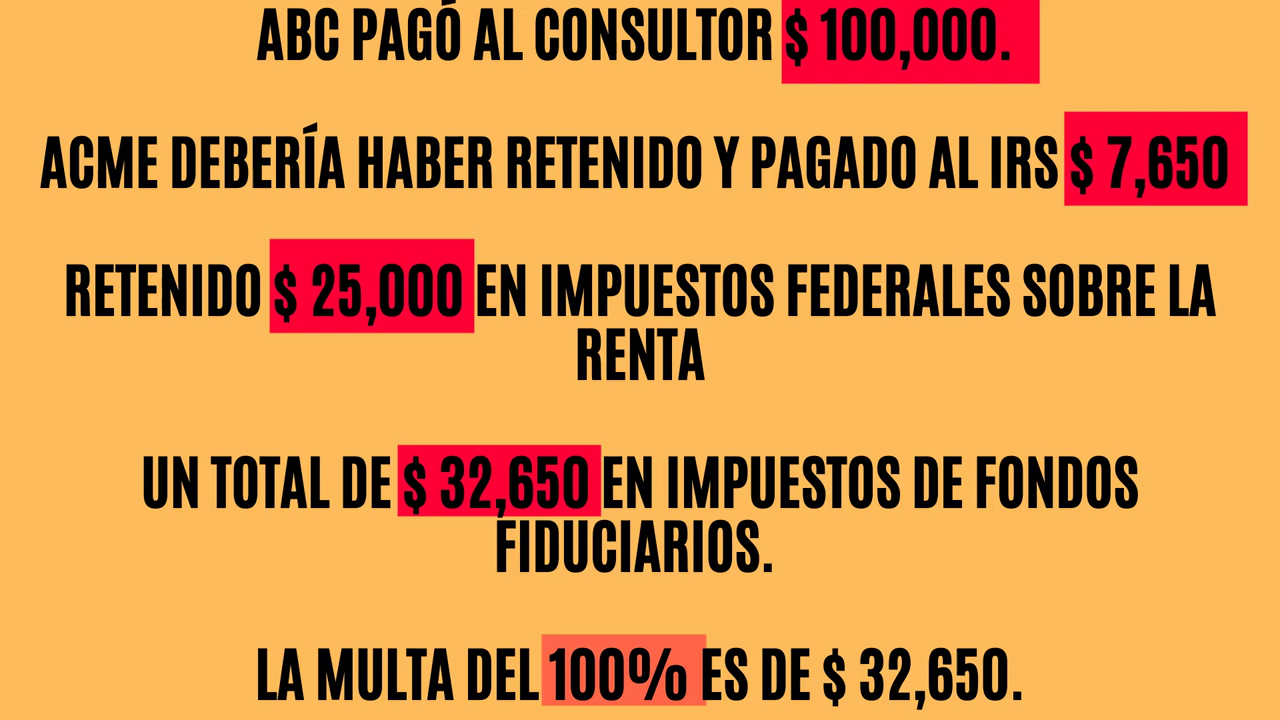 ABC PAGÓ AL CONSULTOR $ 100,000.
ACME DEBERÍA HABER RETENIDO Y PAGADO AL IRS $ 7,650
RETENIDO $ 25,000 EN IMPUESTOS FEDERALES SOBRE LA
RENTA
UN TOTAL DE $ 32,650 EN IMPUESTOS DE FONDOS
FIDUCIARIOS.
LA MULTA DEL 100% ES DE $ 32,650.